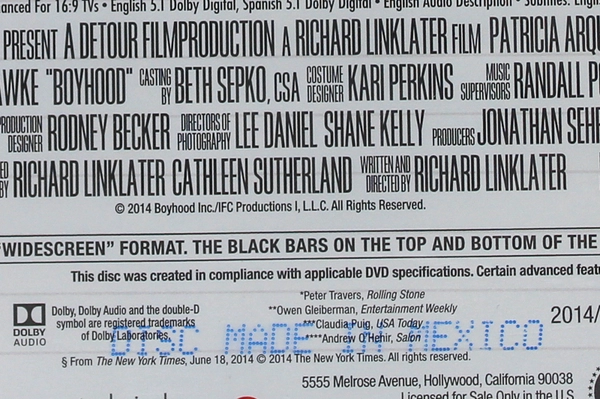 anced For 16:9 TVs • English 5.1 Dolby Digital, Spanish 5.1 Dolby Digital • English Audio Description • Subtitles: Engl
PRESENT A DETOUR FILMPRODUCTION A RICHARD LINKLATER FILM PATRICIA ARQU
WKE "BOYHOOD" CASTING BY BETH SEPKO, CSA COSTUME DESIGNER KARI PERKINS MUSIC SUPERVISORS RANDALL PO
RODUCTION DESIGNER RODNEY BECKER DIRECTORS OF PHOTOGRAPHY LEE DANIEL SHANE KELLY PRODUCERS JONATHAN SEHR
ED BY RICHARD LINKLATER CATHLEEN SUTHERLAND WRITTEN AND DIRECTED BY RICHARD LINKLATER
© 2014 Boyhood Inc./IFC Productions I, L.L.C. All Rights Reserved.
"WIDESCREEN" FORMAT. THE BLACK BARS ON THE TOP AND BOTTOM OF THE
This disc was created in compliance with applicable DVD specifications. Certain advanced featu
DOLBY AUDIO
Dolby, Dolby Audio and the double-D
symbol are registered trademarks
of Dolby Laboratories.
*Peter Travers, Rolling Stone
**Owen Gleiberman, Entertainment Weekly
***Claudia Puig, USA Today
****Andrew O'Hehir, Salon
2014/
DISC MADE IN MEXICO
§ From The New York Times, June 18, 2014 © 2014 The New York Times. All rights reserved.
5555 Melrose Avenue, Hollywood, California 90038
Licensed for Sale Only in the U.S